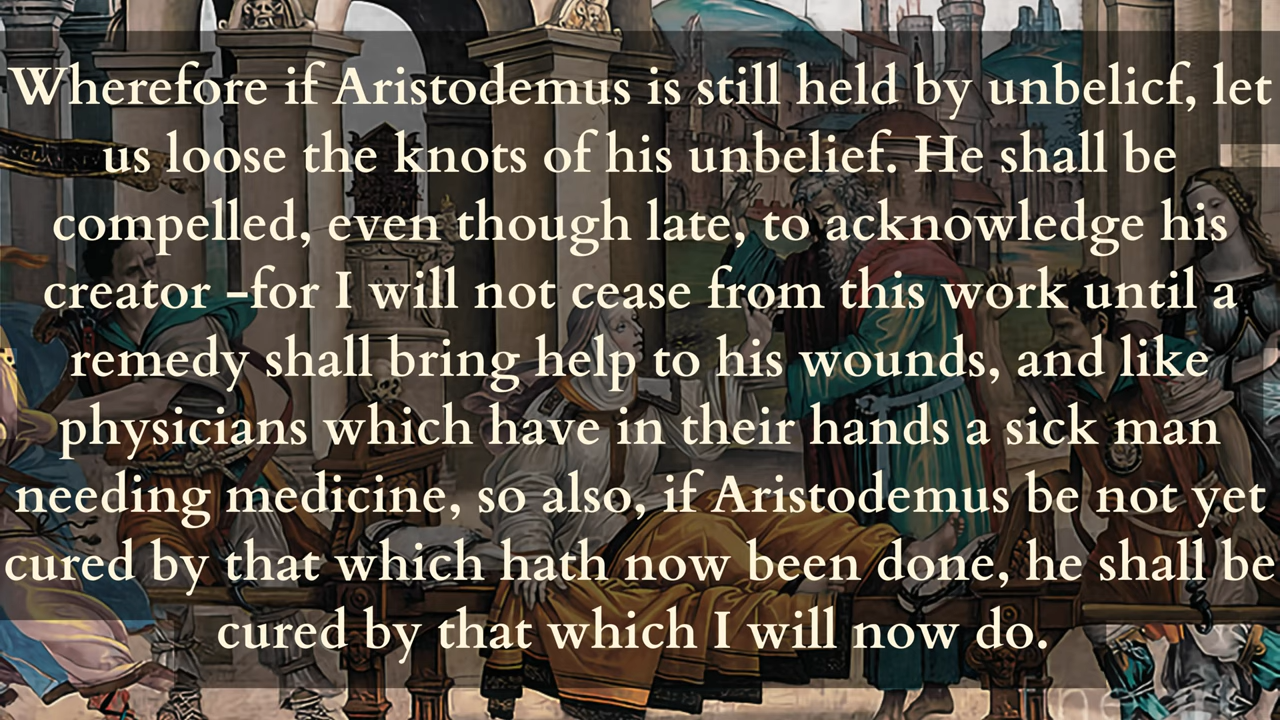 Wherefore if Aristodemus is still held by unbelicf, let
us loose the knots of his unbelief. He shall be
compelled, even though late, to acknowledge his
creator –for I will not cease from this work until a
remedy shall bring help to his wounds, and like
physicians which have in their hands a sick man
needing medicine, so also, if Aristodemus be not yet
cured by that which hath now been done, he shall be
cured by that which I will now do.